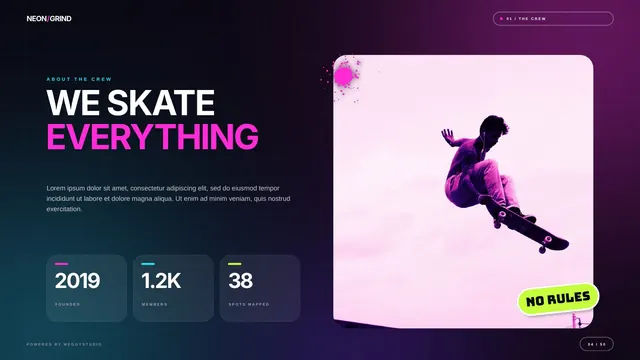 NEON/GRIND
01 / THE CREW
ABOUT THE CREW
WE SKATE
EVERYTHING
Lorem ipsum dolor sit amet, consectetur adipiscing elit, sed do eiusmod tempor
incididunt ut labore et dolore magna aliqua. Ut enim ad minim veniam, quis nostrud
exercitation.
2019
FOUNDED
1.2K
MEMBERS
38
SPOTS MAPPED
NO RULES
POWERED BY NEGGYSTUDIO
04 / 50